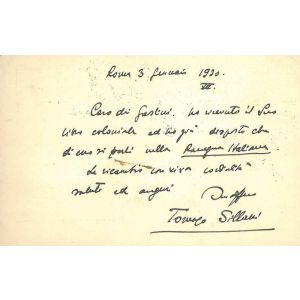 Roma 3 gennaio 1930.
VIII.
Caro di Gastini, ho ricevuto il Suo
libro coloniale ed ho già disposto che
di esso si parli nella Rassegna Italiana.
La ricambio con viva cordialità
saluti ed auguri
Tomaso Sillani